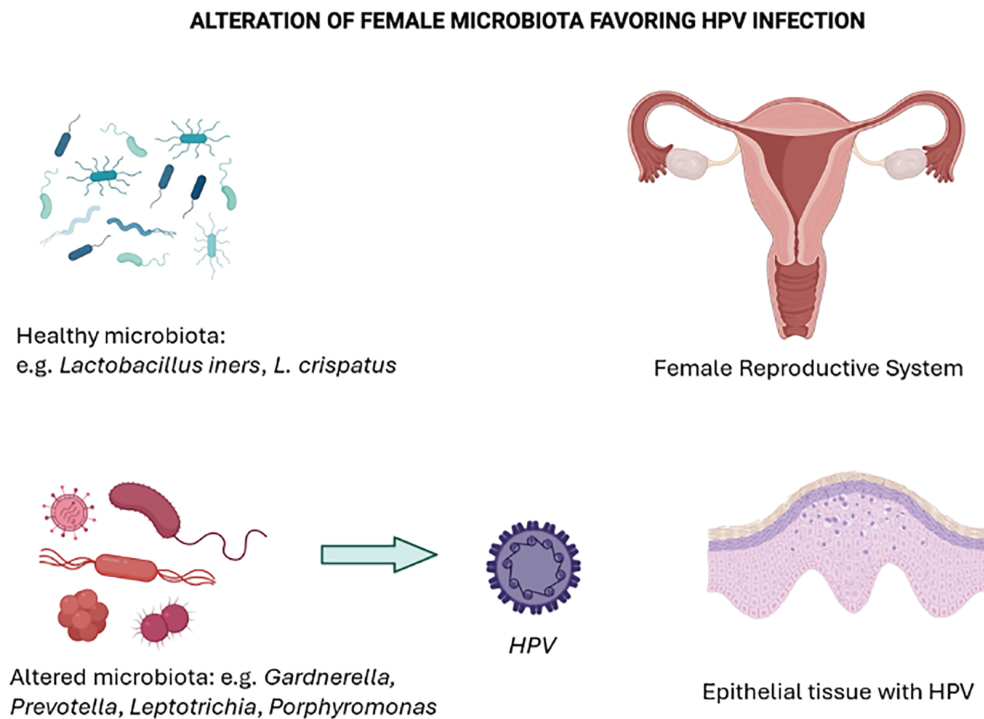 ALTERATION OF FEMALE MICROBIOTA FAVORING HPV INFECTION
Healthy microbiota:
e.g. Lactobacillus iners, L. crispatus
Female Reproductive System
Altered microbiota: e.g. Gardnerella,
Prevotella, Leptotrichia, Porphyromonas
HPV
Epithelial tissue with HPV